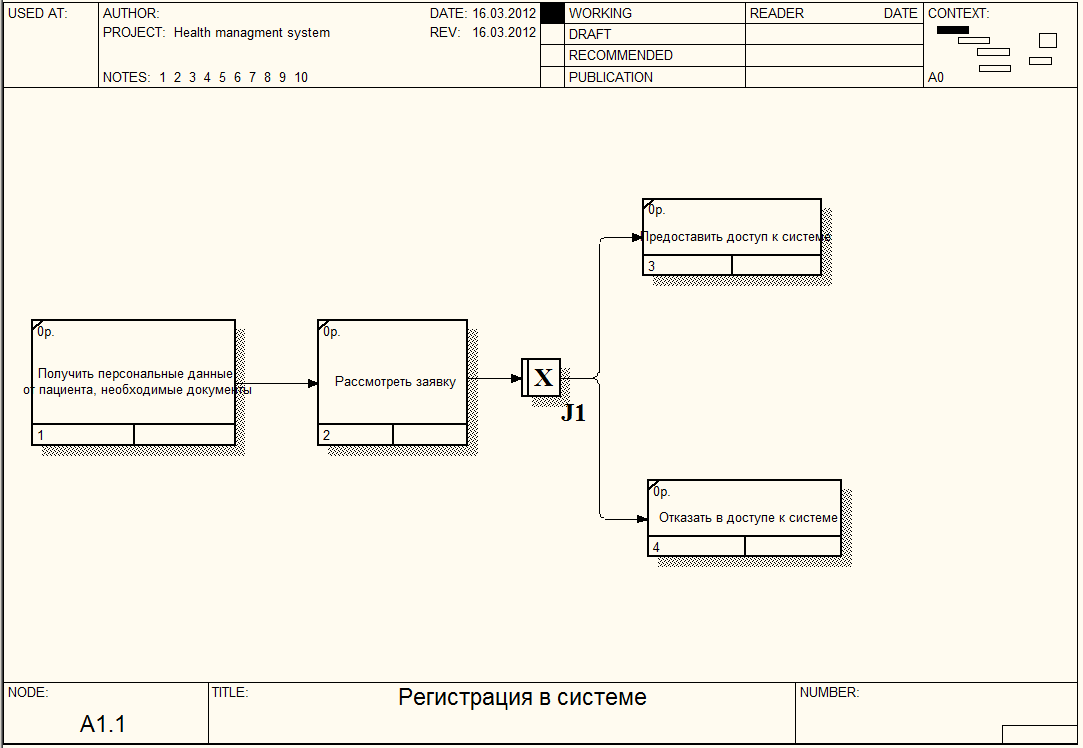 USED AT:
AUTHOR:
DATE: 16.03.2012
PROJECT: Health managment system
REV: 16.03.2012
NOTES: 1 2 3 4 5 6 7 8 9 10
WORKING
DRAFT
RECOMMENDED
PUBLICATION
READER DATE
CONTEXT:
A0
0р.
Получить персональные данные
от пациента, необходимые документы
1
0р.
Рассмотреть заявку
2
X
J1
0р.
Предоставить доступ к системе
3
0р.
Отказать в доступе к системе
4
NODE:
A1.1
TITLE:
Регистрация в системе
NUMBER: